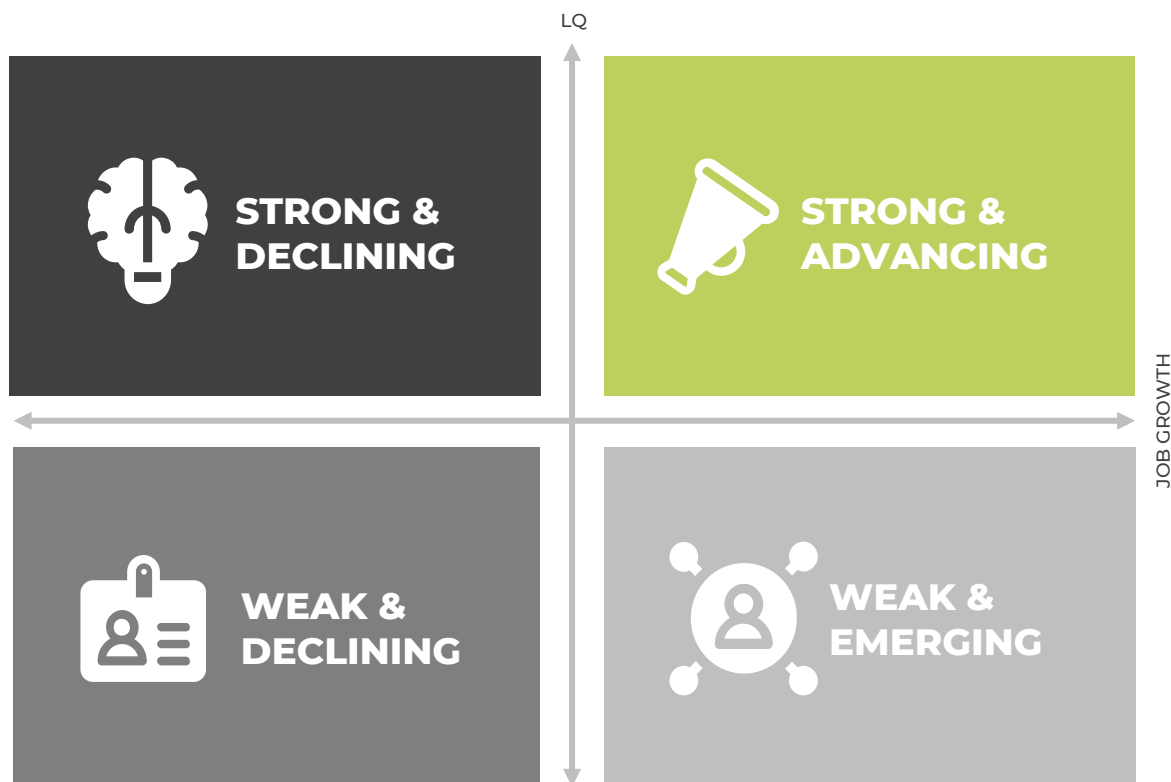 LQ
STRONG &
DECLINING
STRONG &
ADVANCING
JOB GROWTH
WEAK &
DECLINING
WEAK &
EMERGING